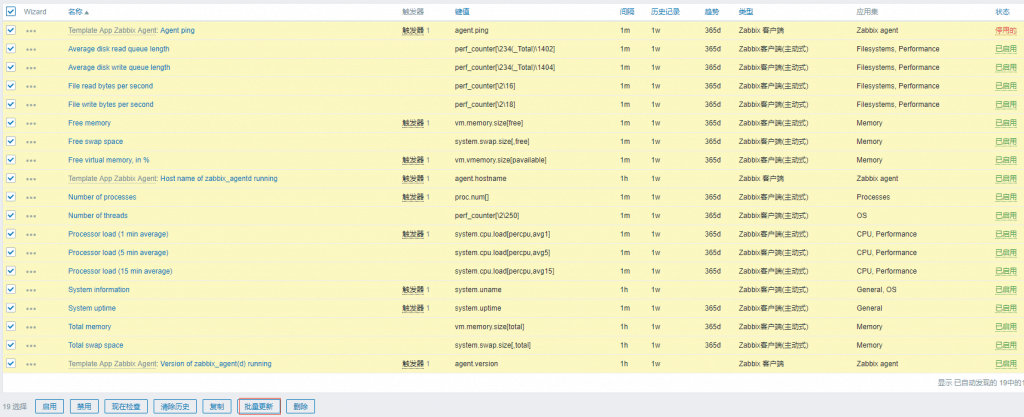 Wizard 名称 触发器 键值 间隔 历史记录 趋势 类型 应用集 状态
Template App Zabbix Agent: Agent ping 触发器 1 agent.ping 1m 1w 365d Zabbix 客户端 Zabbix agent 停用的
Average disk read queue length perf_counter[\234(_Total)\1402] 1m 1w 365d Zabbix客户端(主动式) Filesystems, Performance 已启用
Average disk write queue length perf_counter[\234(_Total)\1404] 1m 1w 365d Zabbix客户端(主动式) Filesystems, Performance 已启用
File read bytes per second perf_counter[\2\16] 1m 1w 365d Zabbix客户端(主动式) Filesystems, Performance 已启用
File write bytes per second perf_counter[\2\18] 1m 1w 365d Zabbix客户端(主动式) Filesystems, Performance 已启用
Free memory 触发器 1 vm.memory.size[free] 1m 1w 365d Zabbix客户端(主动式) Memory 已启用
Free swap space system.swap.size[,free] 1m 1w 365d Zabbix客户端(主动式) Memory 已启用
Free virtual memory, in % 触发器 1 vm.vmemory.size[pavailable] 1m 1w 365d Zabbix客户端(主动式) Memory 已启用
Template App Zabbix Agent: Host name of zabbix_agentd running 触发器 1 agent.hostname 1h 1w Zabbix 客户端 Zabbix agent 已启用
Number of processes 触发器 1 proc.num[] 1m 1w 365d Zabbix客户端(主动式) Processes 已启用
Number of threads perf_counter[\2\250] 1m 1w 365d Zabbix客户端(主动式) OS 已启用
Processor load (1 min average) 触发器 1 system.cpu.load[percpu,avg1] 1m 1w 365d Zabbix客户端(主动式) CPU, Performance 已启用
Processor load (5 min average) system.cpu.load[percpu,avg5] 1m 1w 365d Zabbix客户端(主动式) CPU, Performance 已启用
Processor load (15 min average) system.cpu.load[percpu,avg15] 1m 1w 365d Zabbix客户端(主动式) CPU, Performance 已启用
System information 触发器 1 system.uname 1h 1w Zabbix客户端(主动式) General, OS 已启用
System uptime 触发器 1 system.uptime 1m 1w 365d Zabbix客户端(主动式) General 已启用
Total memory vm.memory.size[total] 1h 1w 365d Zabbix客户端(主动式) Memory 已启用
Total swap space system.swap.size[,total] 1h 1w 365d Zabbix客户端(主动式) Memory 已启用
Template App Zabbix Agent: Version of zabbix_agent(d) running 触发器 1 agent.version 1h 1w Zabbix 客户端 Zabbix agent 已启用
显示 已自动发现的 19中的1
19 选择 启用 禁用 现在检查 清除历史 复制 批量更新 删除